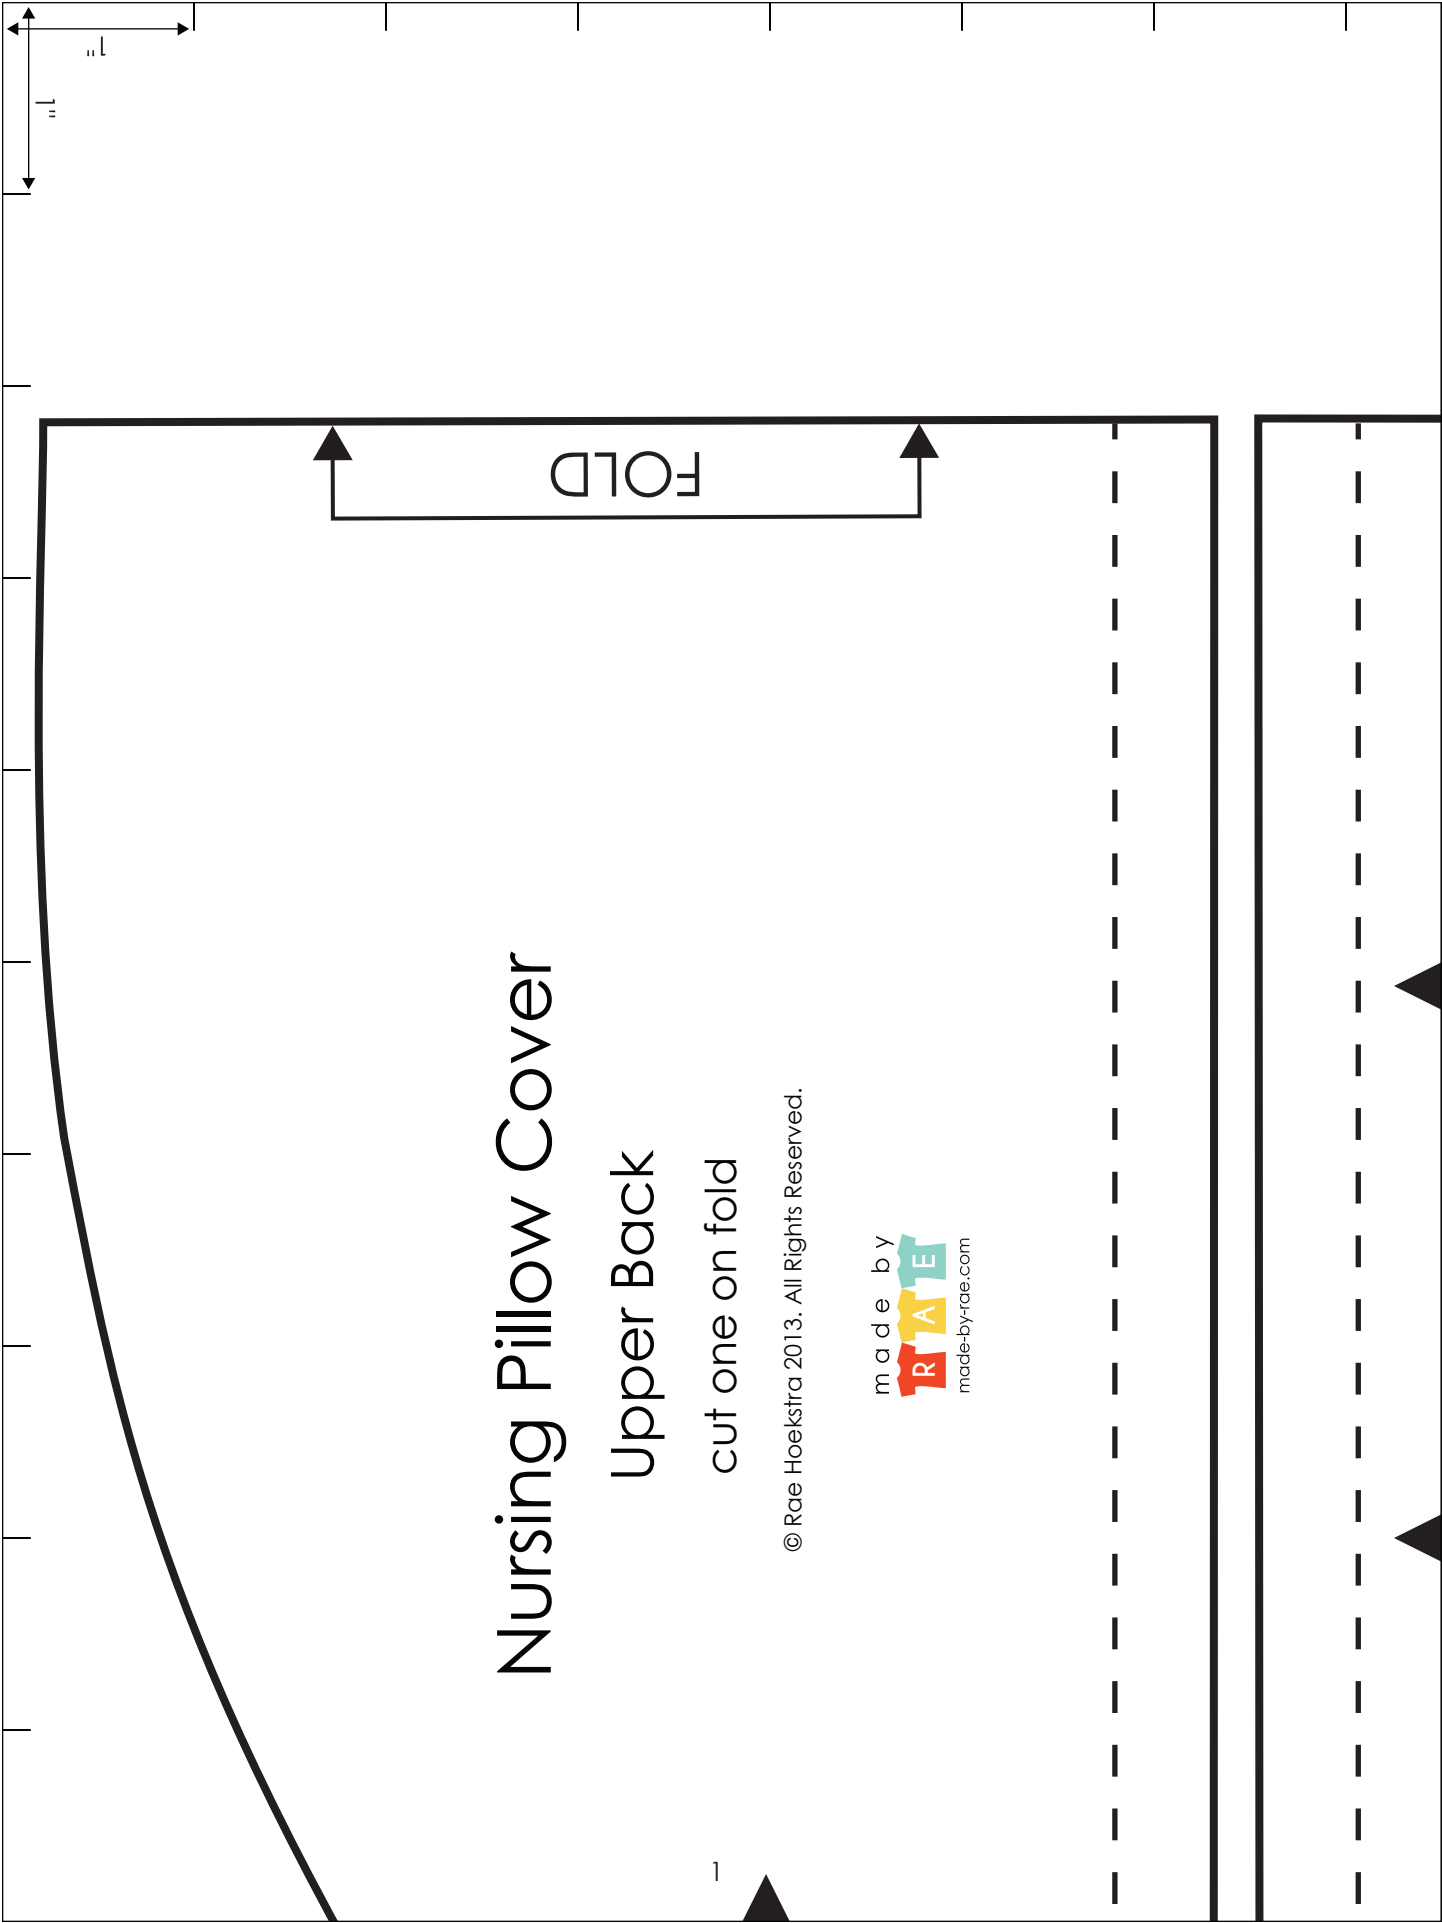 1"
1"
FOLD
Nursing Pillow Cover
Upper Back
cut one on fold
© Rae Hoekstra 2013. All Rights Reserved.
made by
RAE
made-by-rae.com
1